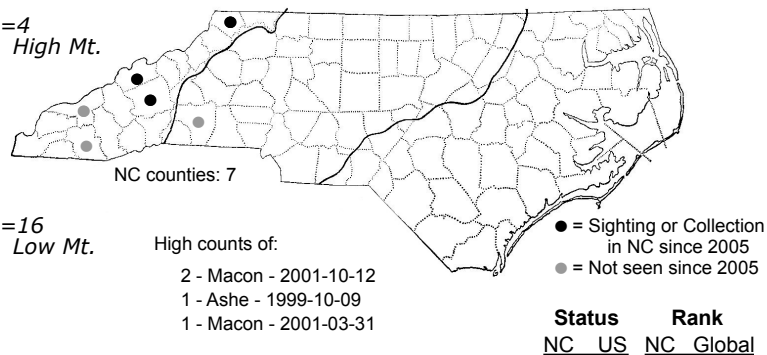 =4
High Mt.
NC counties: 7
=16
Low Mt.
High counts of:
2 - Macon - 2001-10-12
1 - Ashe - 1999-10-09
1 - Macon - 2001-03-31
= Sighting or Collection
in NC since 2005
= Not seen since 2005
Status Rank
NC US NC Global